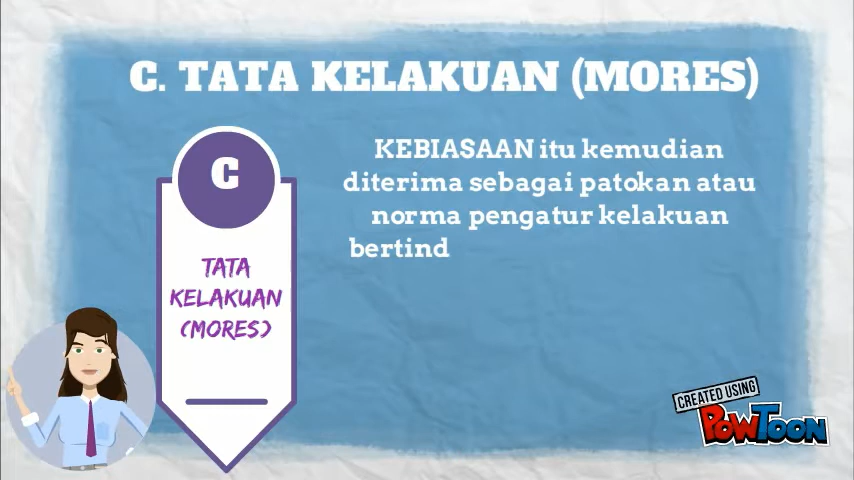 C. TATA KELAKUAN (MORES)
C
TATA
KELAKUAN
(MORES)
KEBIASAAN itu kemudian
diterima sebagai patokan atau
norma pengatur kelakuan
bertind
CREATED USING
POWTOON